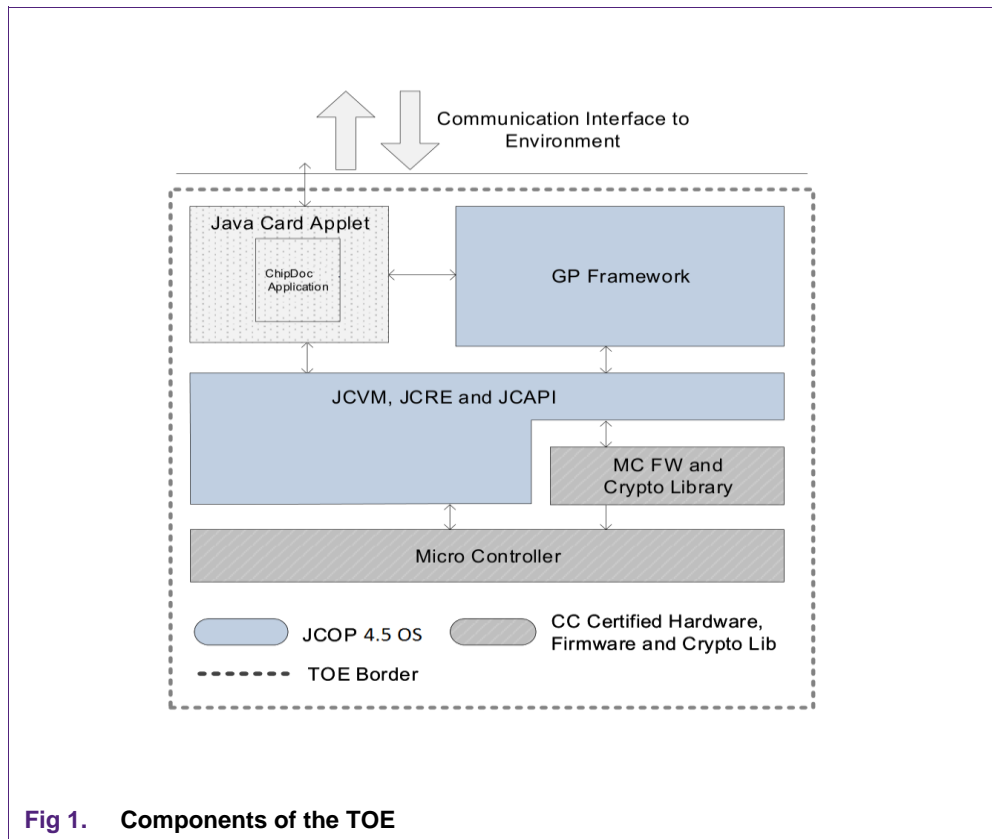 Communication Interface to
Environment
Java Card Applet
ChipDoc
Application
GP Framework
JCVM, JCRE and JCAPI
MC FW and
Crypto Library
Micro Controller
JCOP 4.5 OS
CC Certified Hardware,
Firmware and Crypto Lib
TOE Border
Fig 1. Components of the TOE